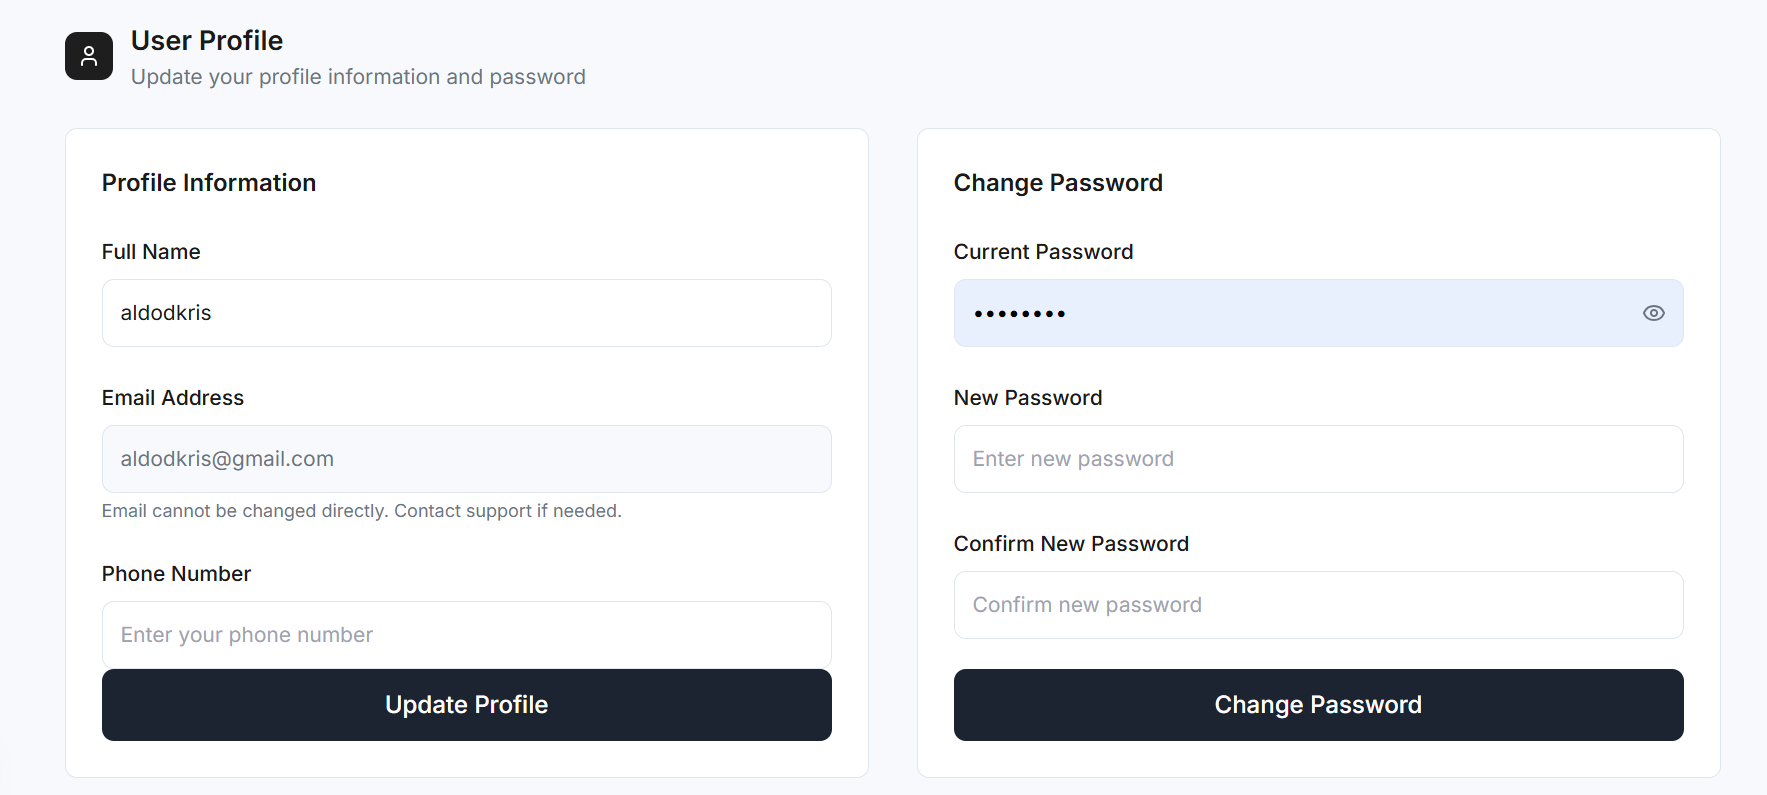 User Profile
Update your profile information and password
Profile Information
Full Name
aldodkris
Email Address
aldodkris@gmail.com
Email cannot be changed directly. Contact support if needed.
Phone Number
Enter your phone number
Update Profile
Change Password
Current Password
••••••••
New Password
Enter new password
Confirm New Password
Confirm new password
Change Password